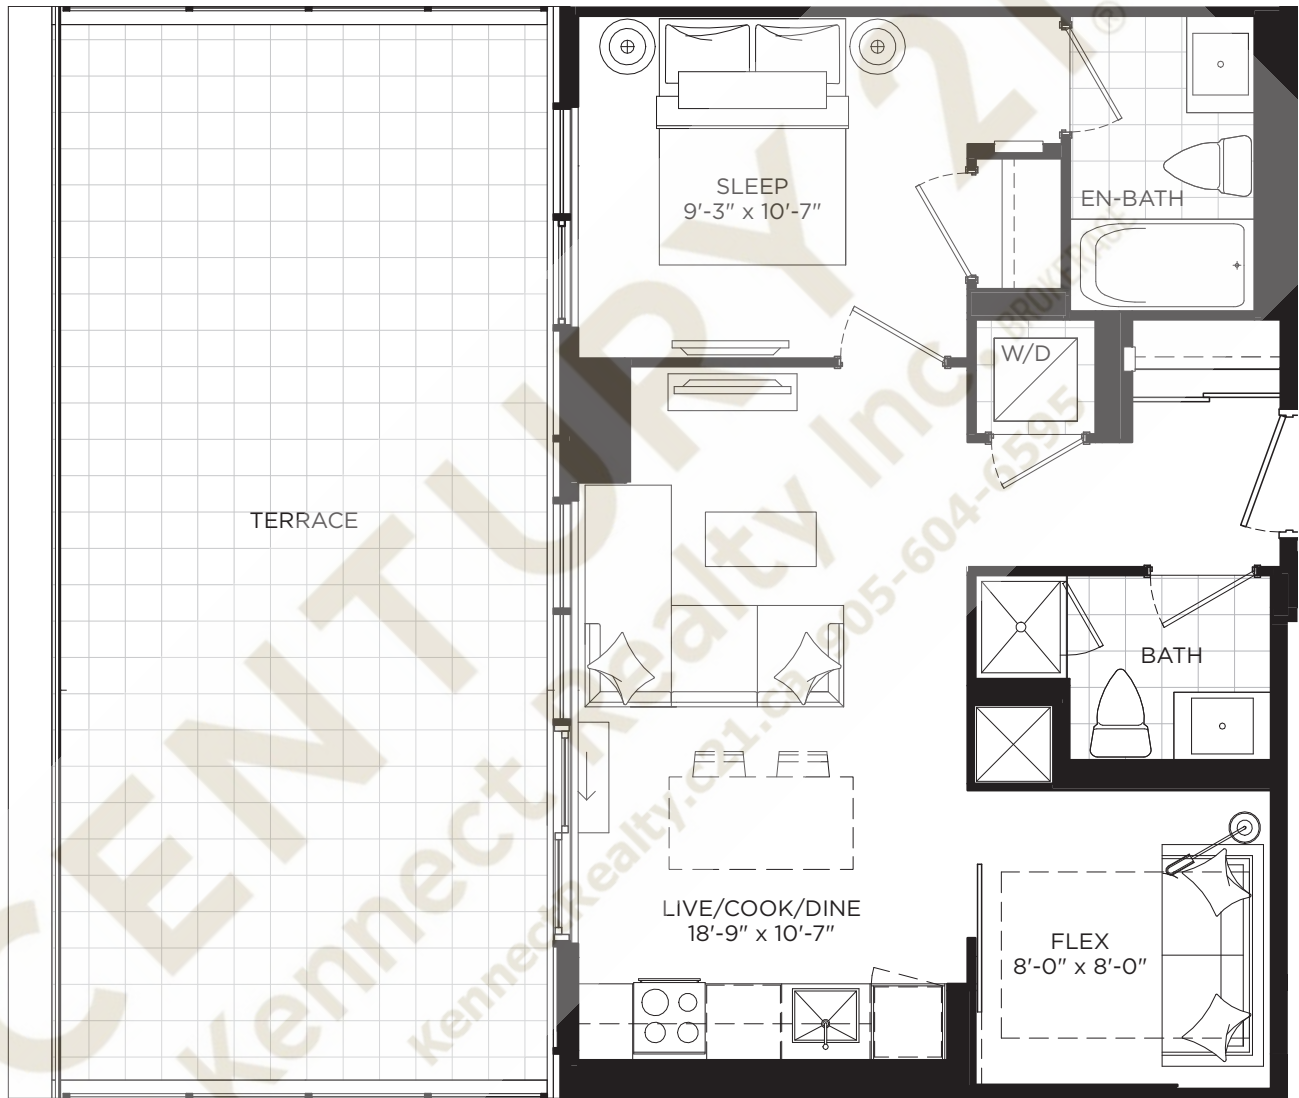 SLEEP
9'-3" x 10'-7"
EN-BATH
W/D
TERRACE
BATH
LIVE/COOK/DINE
18'-9" x 10'-7"
FLEX
8'-0" x 8'-0"
CENTURY 21®
Kennect Realty Inc. BROKERAGE
KennectRealty.c21.ca 905-604-6595